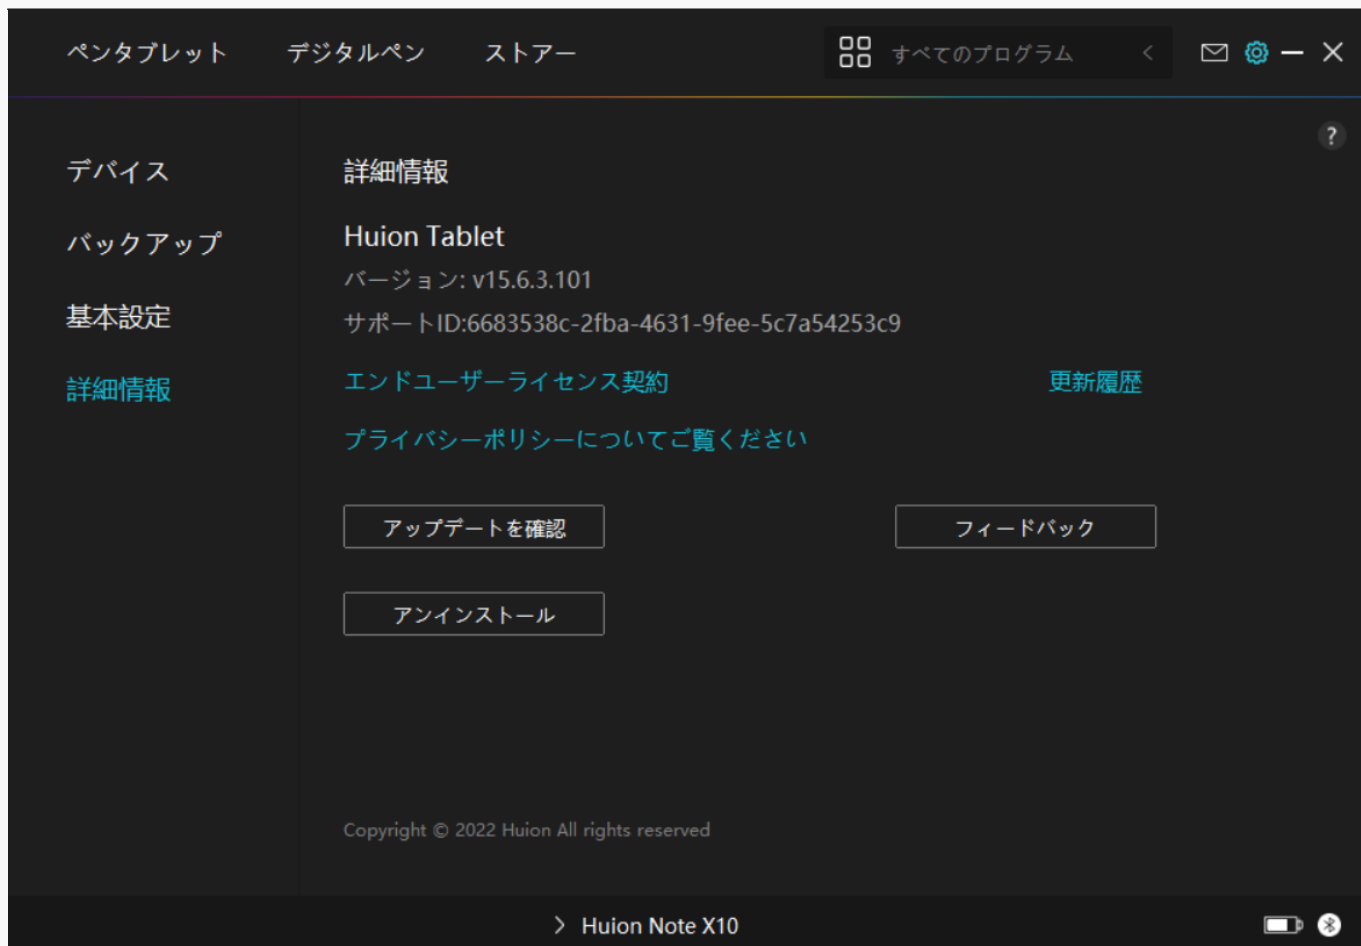 ペンタブレット デジタルペン ストアー すべてのプログラム
?
デバイス
バックアップ
基本設定
詳細情報
詳細情報
Huion Tablet
バージョン: v15.6.3.101
サポートID:6683538c-2fba-4631-9fee-5c7a54253c9
エンドユーザーライセンス契約 更新履歴
プライバシーポリシーについてご覧ください
アップデートを確認 フィードバック
アンインストール
Copyright © 2022 Huion All rights reserved
Huion Note X10